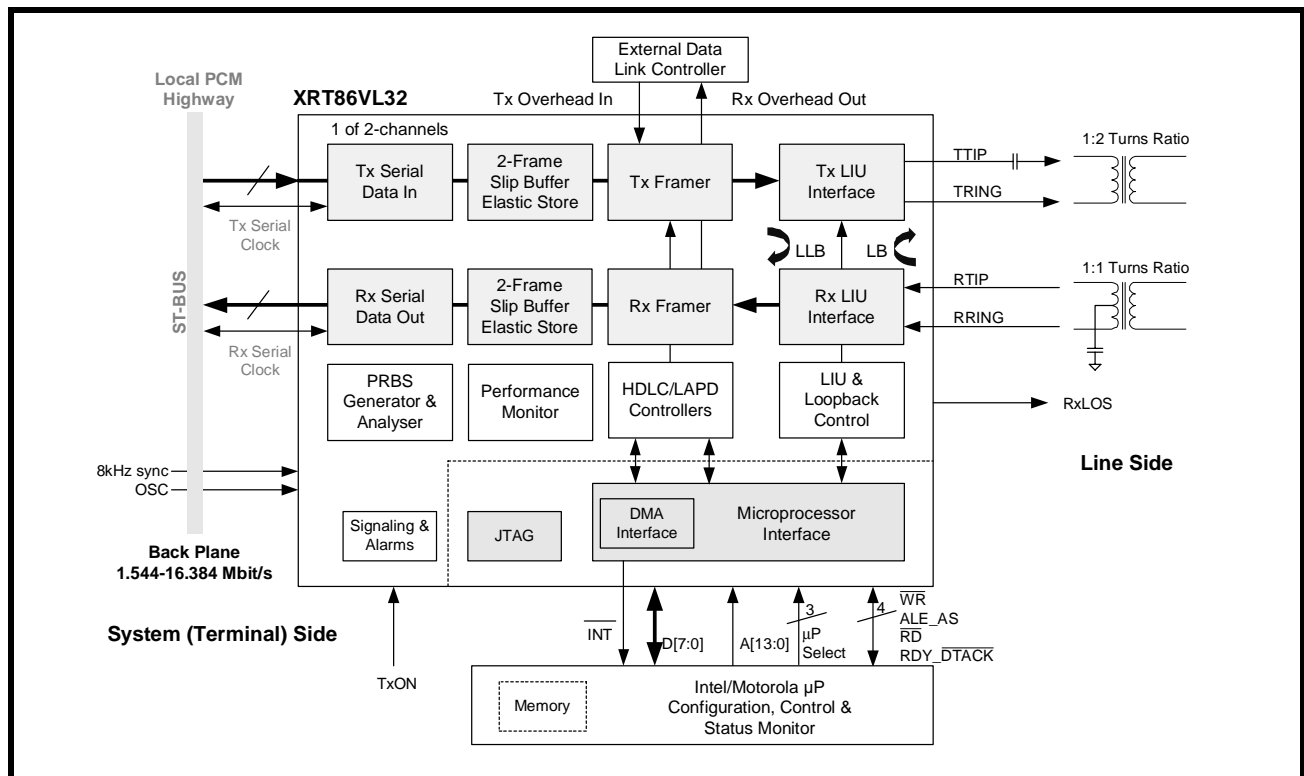 External Data
Link Controller
Local PCM
Highway
XRT86VL32
Tx Overhead In
Rx Overhead Out
1 of 2-channels
Tx Serial
Data In
2-Frame
Slip Buffer
Elastic Store
Tx Framer
Tx LIU
Interface
TTIP
TRING
1:2 Turns Ratio
Tx Serial
Clock
LLB
LB
ST-BUS
Rx Serial
Data Out
2-Frame
Slip Buffer
Elastic Store
Rx Framer
Rx LIU
Interface
RTIP
RRING
1:1 Turns Ratio
Rx Serial
Clock
PRBS
Generator &
Analyser
Performance
Monitor
HDLC/LAPD
Controllers
LIU &
Loopback
Control
RxLOS
Line Side
8kHz sync
OSC
Signaling &
Alarms
JTAG
DMA
Interface
Microprocessor
Interface
Back Plane
1.544-16.384 Mbit/s
System (Terminal) Side
TxON
INT
D[7:0]
A[13:0]
3
µP
Select
4
WR
ALE_AS
RD
RDY_DTACK
Memory
Intel/Motorola µP
Configuration, Control &
Status Monitor